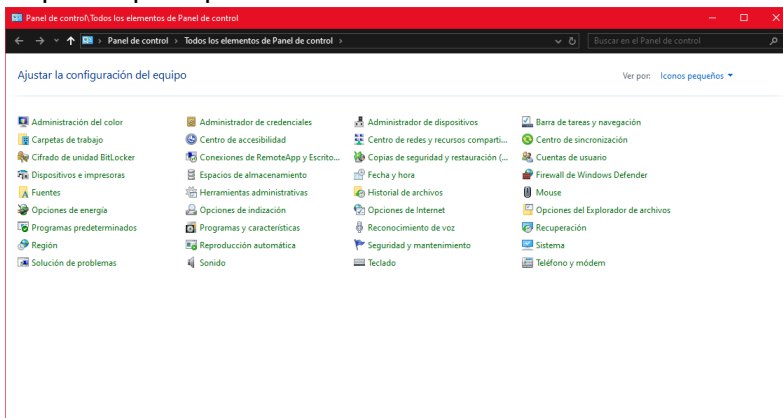 Panel de control\Todos los elementos de Panel de control
Panel de control › Todos los elementos de Panel de control ›
Buscar en el Panel de control
Ajustar la configuración del equipo
Ver por: Iconos pequeños
Administración del color
Administrador de credenciales
Administrador de dispositivos
Barra de tareas y navegación
Carpetas de trabajo
Centro de accesibilidad
Centro de redes y recursos comparti...
Centro de sincronización
Cifrado de unidad BitLocker
Conexiones de RemoteApp y Escrito...
Copias de seguridad y restauración (...
Cuentas de usuario
Dispositivos e impresoras
Espacios de almacenamiento
Fecha y hora
Firewall de Windows Defender
Fuentes
Herramientas administrativas
Historial de archivos
Mouse
Opciones de energía
Opciones de indización
Opciones de Internet
Opciones del Explorador de archivos
Programas predeterminados
Programas y características
Reconocimiento de voz
Recuperación
Región
Reproducción automática
Seguridad y mantenimiento
Sistema
Solución de problemas
Sonido
Teclado
Teléfono y módem